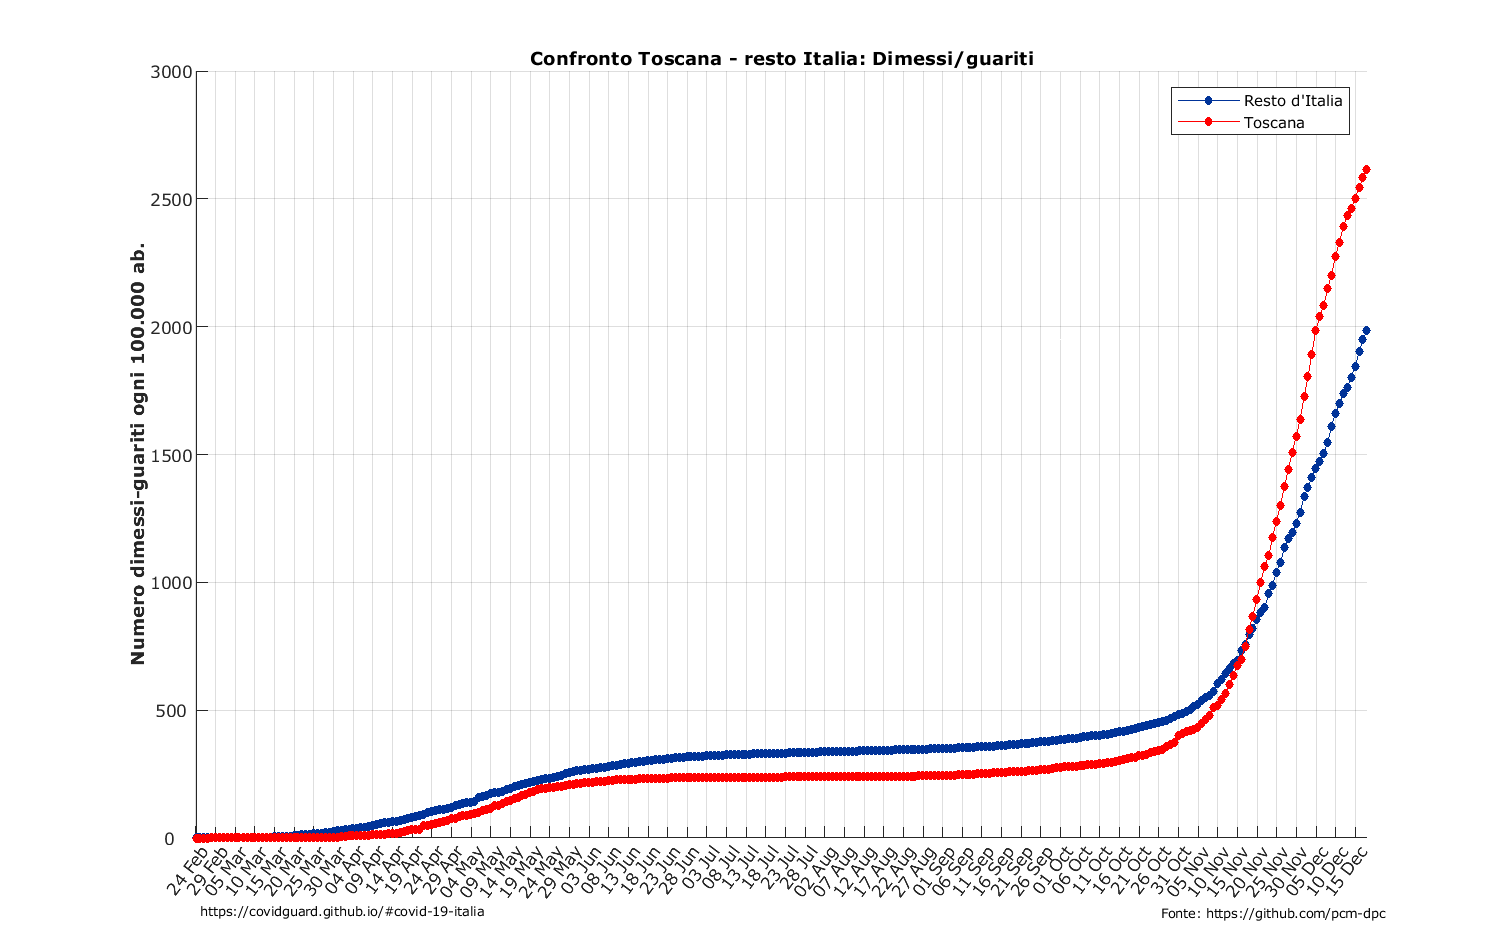 Confronto Toscana - resto Italia: Dimessi/guariti
Resto d'Italia
Toscana
Numero dimessi-guariti ogni 100.000 ab.
3000
2500
2000
1500
1000
500
0
24 Feb
29 Feb
05 Mar
10 Mar
15 Mar
20 Mar
25 Mar
30 Mar
04 Apr
09 Apr
14 Apr
19 Apr
24 Apr
29 Apr
04 May
09 May
14 May
19 May
24 May
29 May
03 Jun
08 Jun
13 Jun
18 Jun
23 Jun
28 Jun
03 Jul
08 Jul
13 Jul
18 Jul
23 Jul
28 Jul
02 Aug
07 Aug
12 Aug
17 Aug
22 Aug
27 Aug
01 Sep
06 Sep
11 Sep
16 Sep
21 Sep
26 Sep
01 Oct
06 Oct
11 Oct
16 Oct
21 Oct
26 Oct
31 Oct
05 Nov
10 Nov
15 Nov
20 Nov
25 Nov
30 Nov
05 Dec
10 Dec
15 Dec
https://covidguard.github.io/#covid-19-italia
Fonte: https://github.com/pcm-dpc